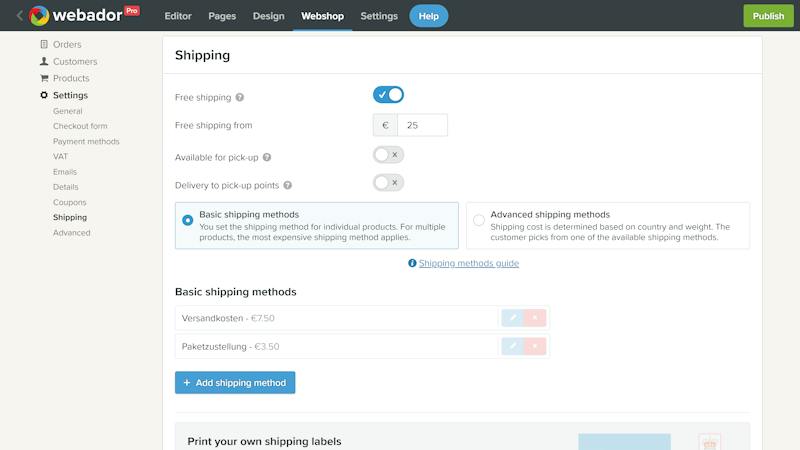 webador Pro
Editor Pages Design Webshop Settings Help Publish
Orders
Customers
Products
Settings
General
Checkout form
Payment methods
VAT
Emails
Details
Coupons
Shipping
Advanced
Shipping
Free shipping ?
Free shipping from € 25
Available for pick-up ?
Delivery to pick-up points ?
Basic shipping methods
You set the shipping method for individual products. For multiple
products, the most expensive shipping method applies.
Advanced shipping methods
Shipping cost is determined based on country and weight. The
customer picks from one of the available shipping methods.
Shipping methods guide
Basic shipping methods
Versandkosten - €7.50
Paketzustellung - €3.50
+ Add shipping method
Print your own shipping labels